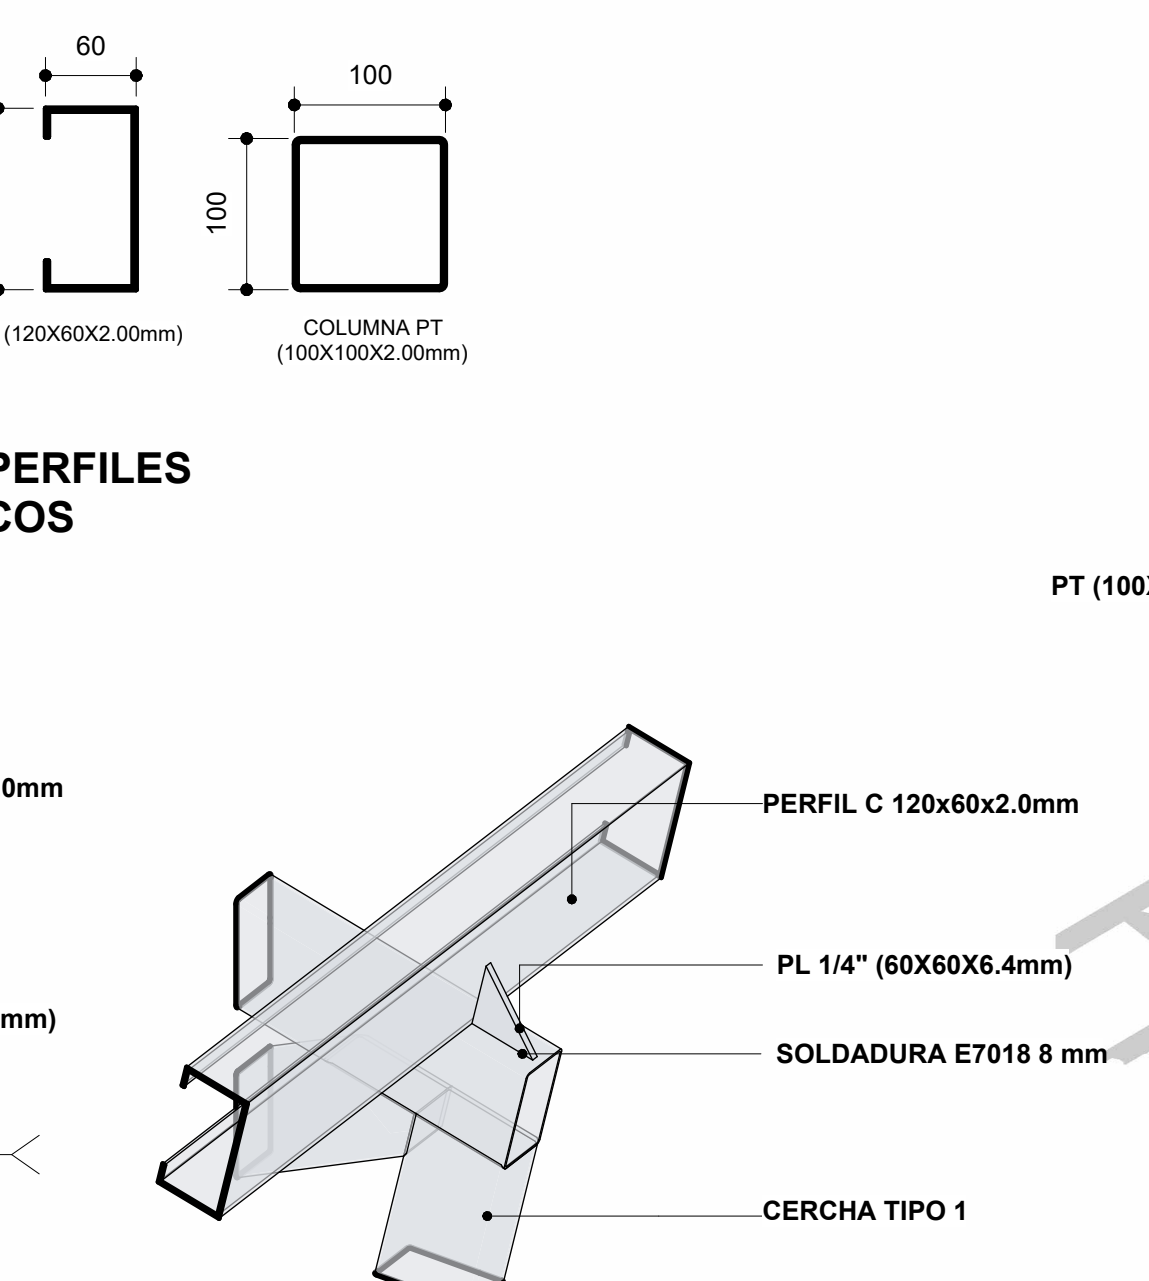 60
100
100
(120X60X2.00mm)
COLUMNA PT
(100X100X2.00mm)
PERFILES
COS
PT (100X
0mm
PERFIL C 120x60x2.0mm
PL 1/4" (60X60X6.4mm)
mm)
SOLDADURA E7018 8 mm
CERCHA TIPO 1